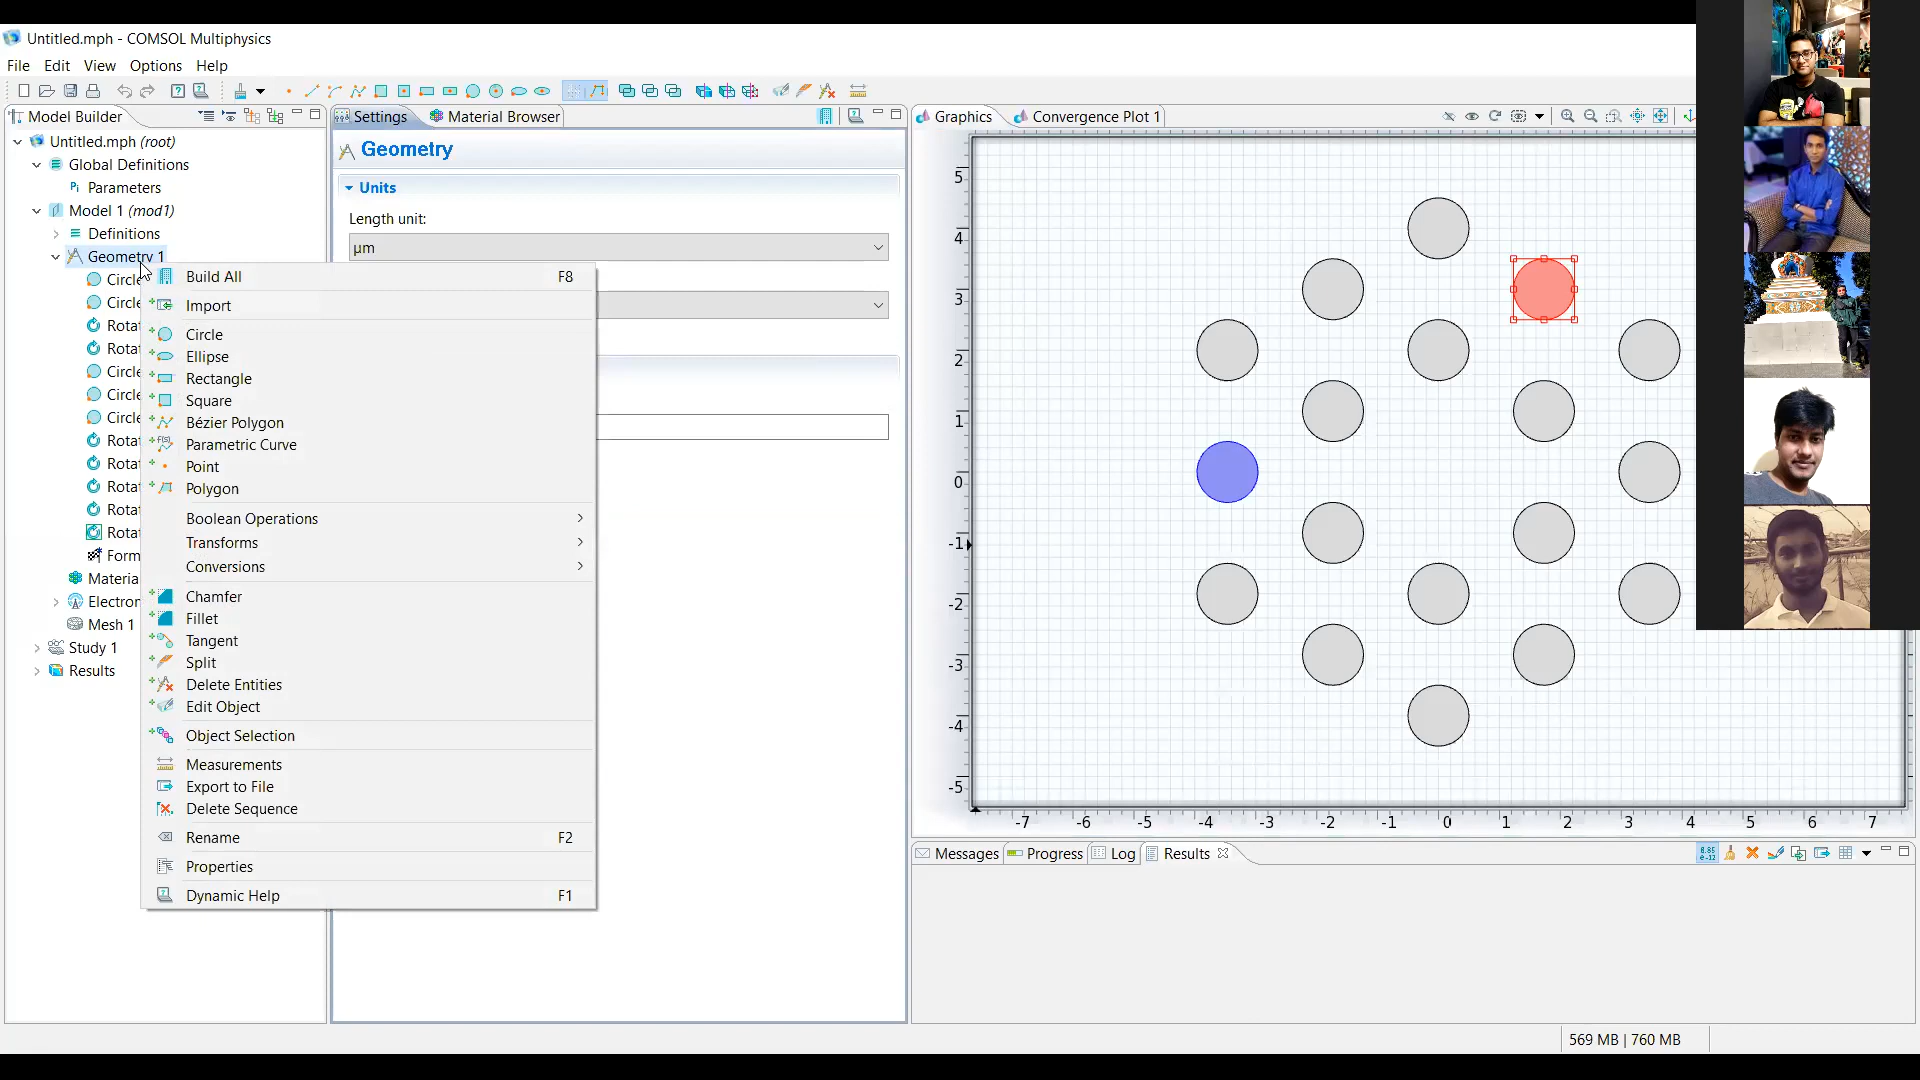 Untitled.mph - COMSOL Multiphysics
File Edit View Options Help
Model Builder
Untitled.mph (root)
Global Definitions
Pi Parameters
Model 1 (mod1)
Definitions
Geometry 1
Circle
Circle
Rotat
Rotat
Circle
Circle
Circle
Rotat
Rotat
Rotat
Rotat
Rotat
Form
Materia
Electron
Mesh 1
Study 1
Results
Build All F8
Import
Circle
Ellipse
Rectangle
Square
Bézier Polygon
Parametric Curve
Point
Polygon
Boolean Operations
Transforms
Conversions
Chamfer
Fillet
Tangent
Split
Delete Entities
Edit Object
Object Selection
Measurements
Export to File
Delete Sequence
Rename F2
Properties
Dynamic Help F1
Settings Material Browser
Geometry
Units
Length unit:
µm
Graphics Convergence Plot 1
5
4
3
2
1
0
-1
-2
-3
-4
-5
-7 -6 -5 -4 -3 -2 -1 0 1 2 3 4 5 6 7
Messages Progress Log Results
8.85
e-12
569 MB | 760 MB